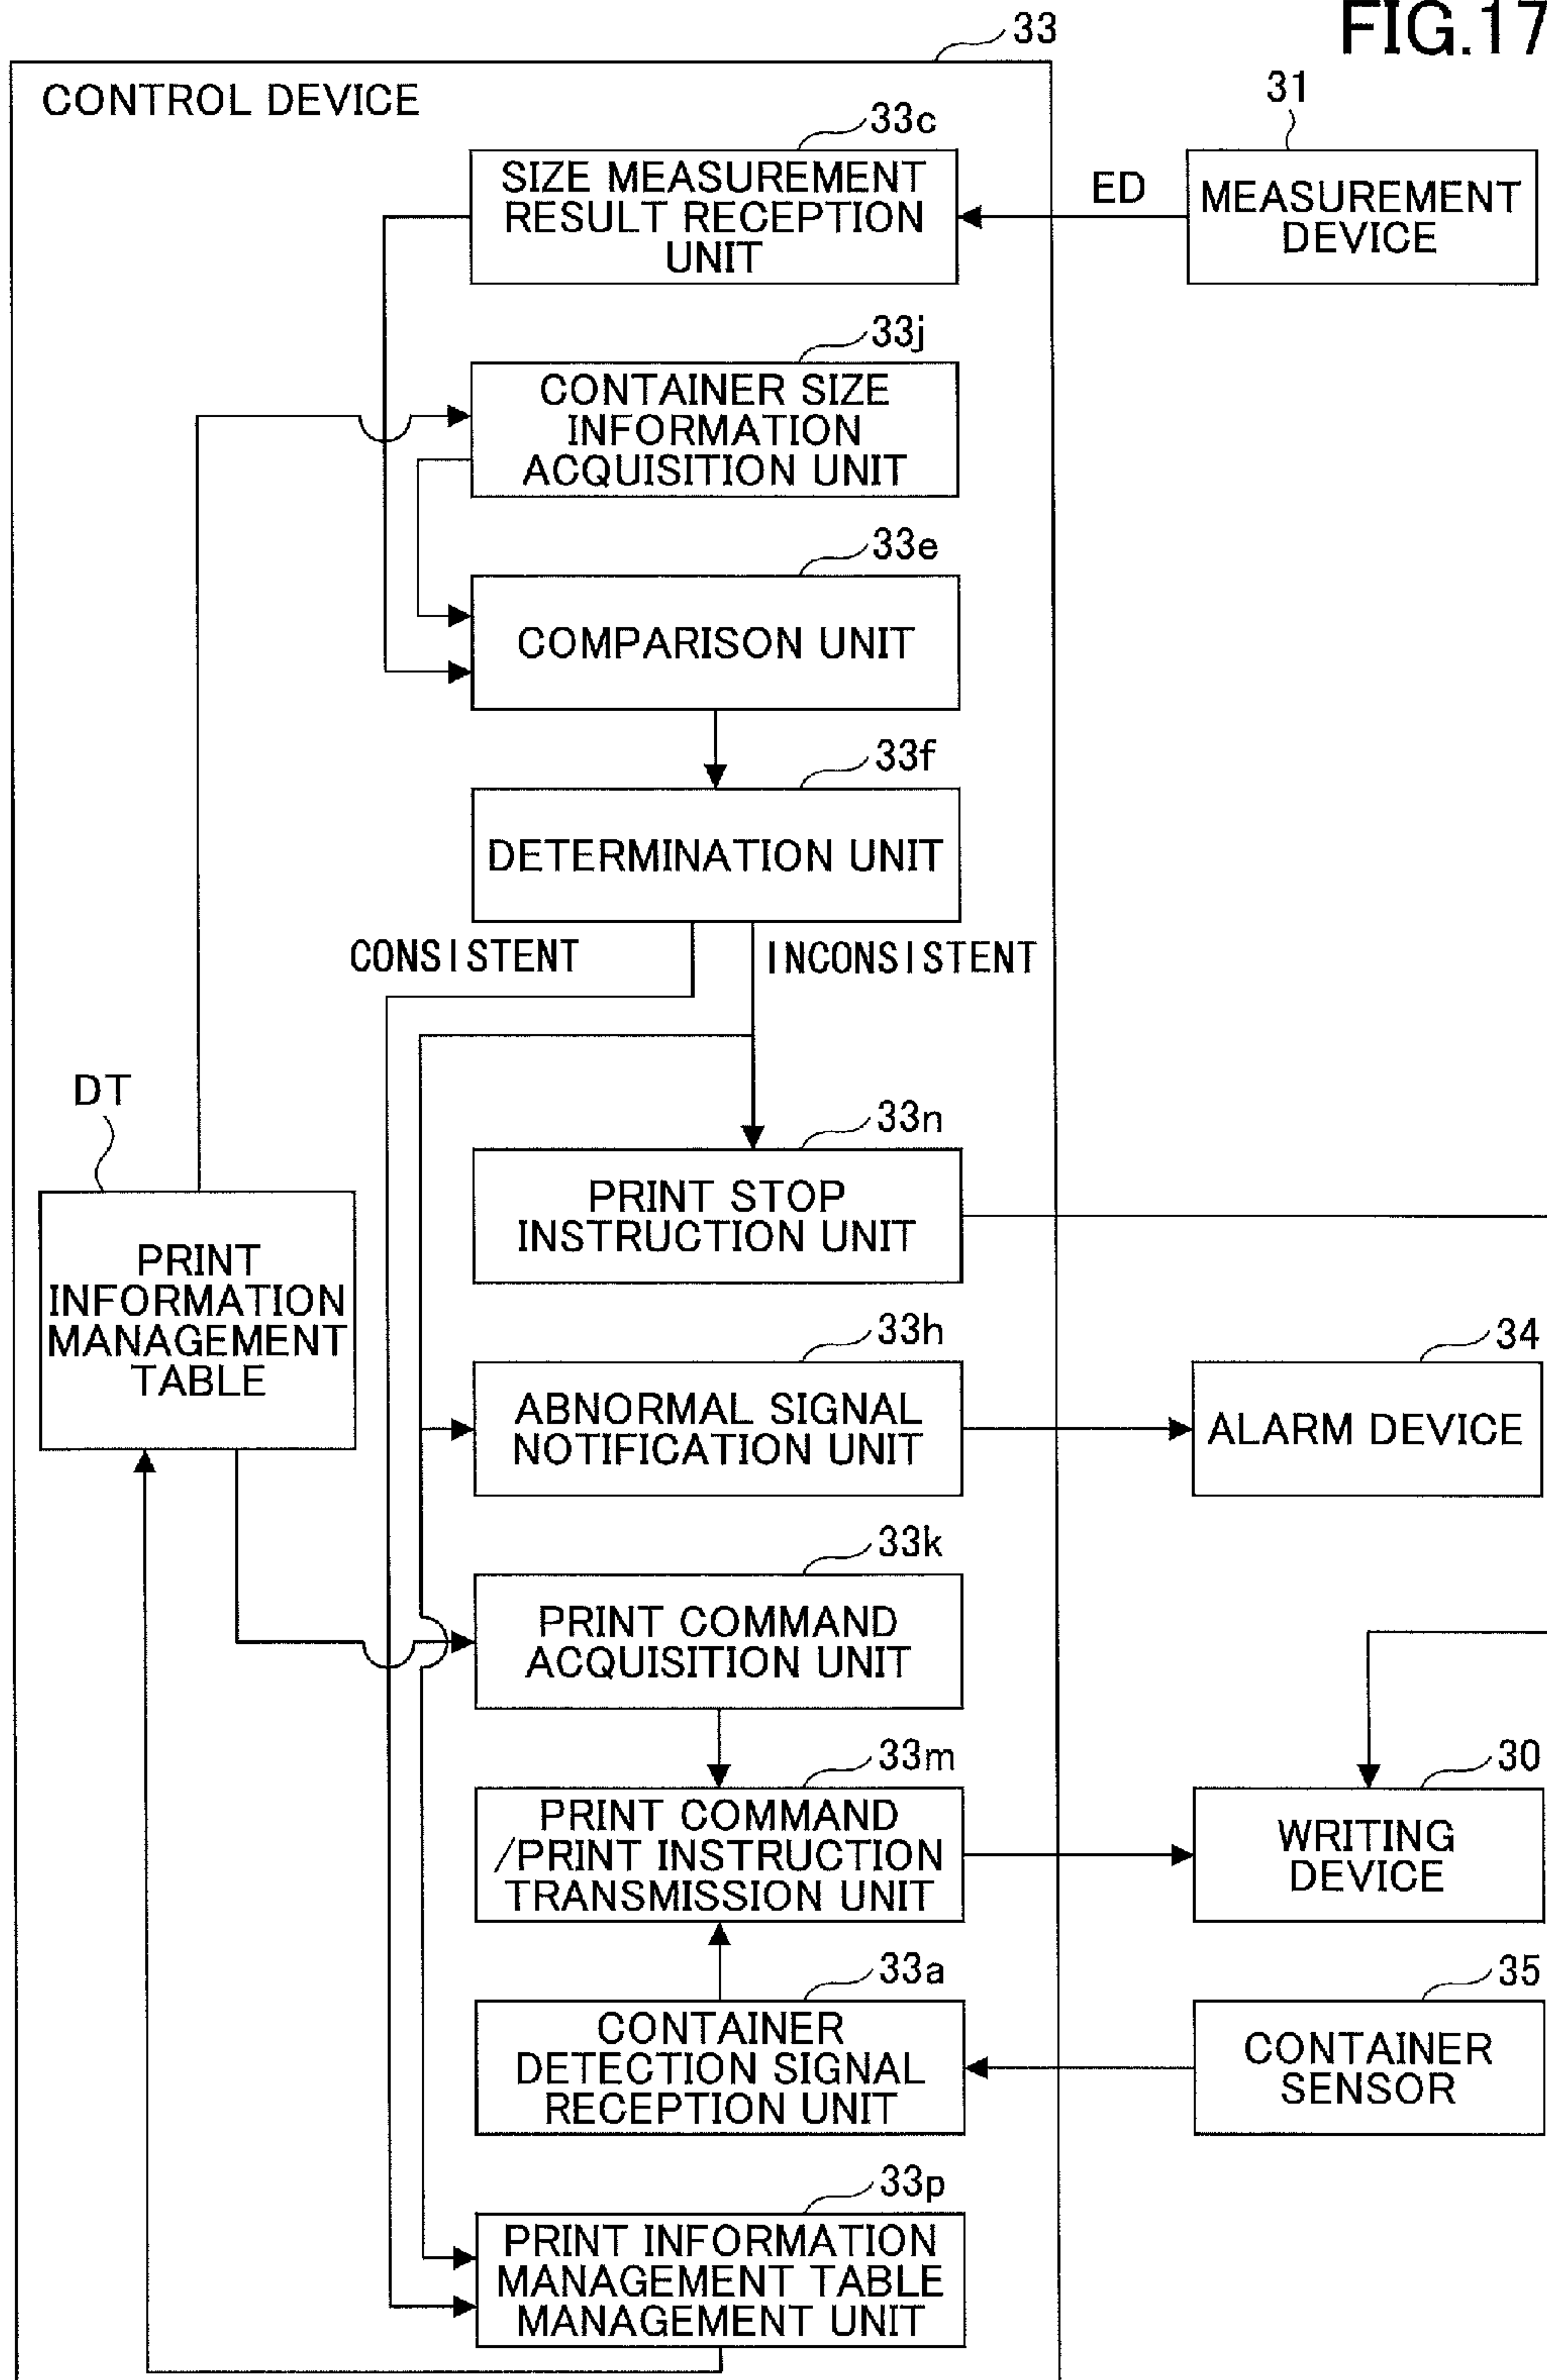 FIG.17
33
CONTROL DEVICE
33c
SIZE MEASUREMENT
RESULT RECEPTION
UNIT
ED
31
MEASUREMENT
DEVICE
33j
CONTAINER SIZE
INFORMATION
ACQUISITION UNIT
33e
COMPARISON UNIT
33f
DETERMINATION UNIT
CONSISTENT
INCONSISTENT
DT
PRINT
INFORMATION
MANAGEMENT
TABLE
33n
PRINT STOP
INSTRUCTION UNIT
33h
ABNORMAL SIGNAL
NOTIFICATION UNIT
34
ALARM DEVICE
33k
PRINT COMMAND
ACQUISITION UNIT
33m
PRINT COMMAND
/PRINT INSTRUCTION
TRANSMISSION UNIT
30
WRITING
DEVICE
33a
CONTAINER
DETECTION SIGNAL
RECEPTION UNIT
35
CONTAINER
SENSOR
33p
PRINT INFORMATION
MANAGEMENT TABLE
MANAGEMENT UNIT